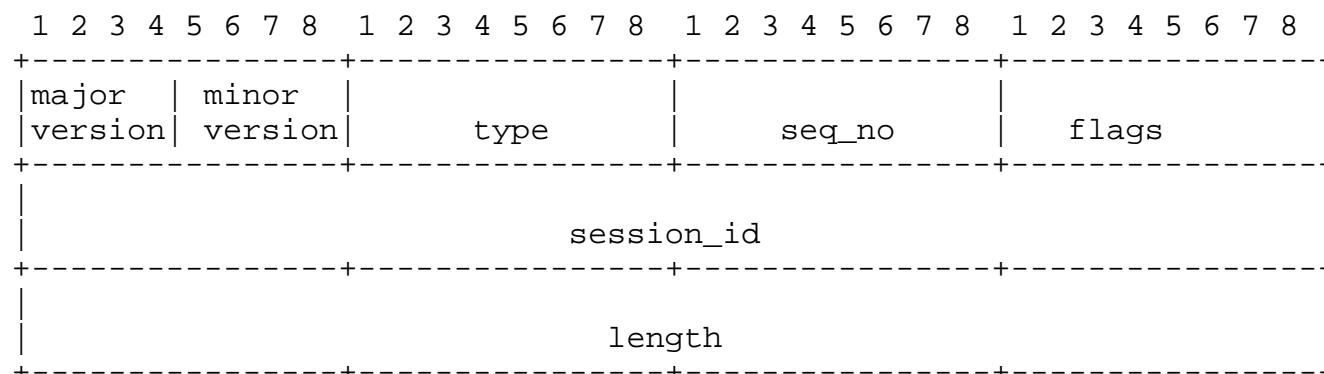 1 2 3 4 5 6 7 8 1 2 3 4 5 6 7 8 1 2 3 4 5 6 7 8 1 2 3 4 5 6 7 8
+----------------+----------------+----------------+----------------
|major | minor | | |
|version| version| type | seq_no | flags
+----------------+----------------+----------------+----------------
|
| session_id
+----------------+----------------+----------------+----------------
|
| length
+----------------+----------------+----------------+----------------